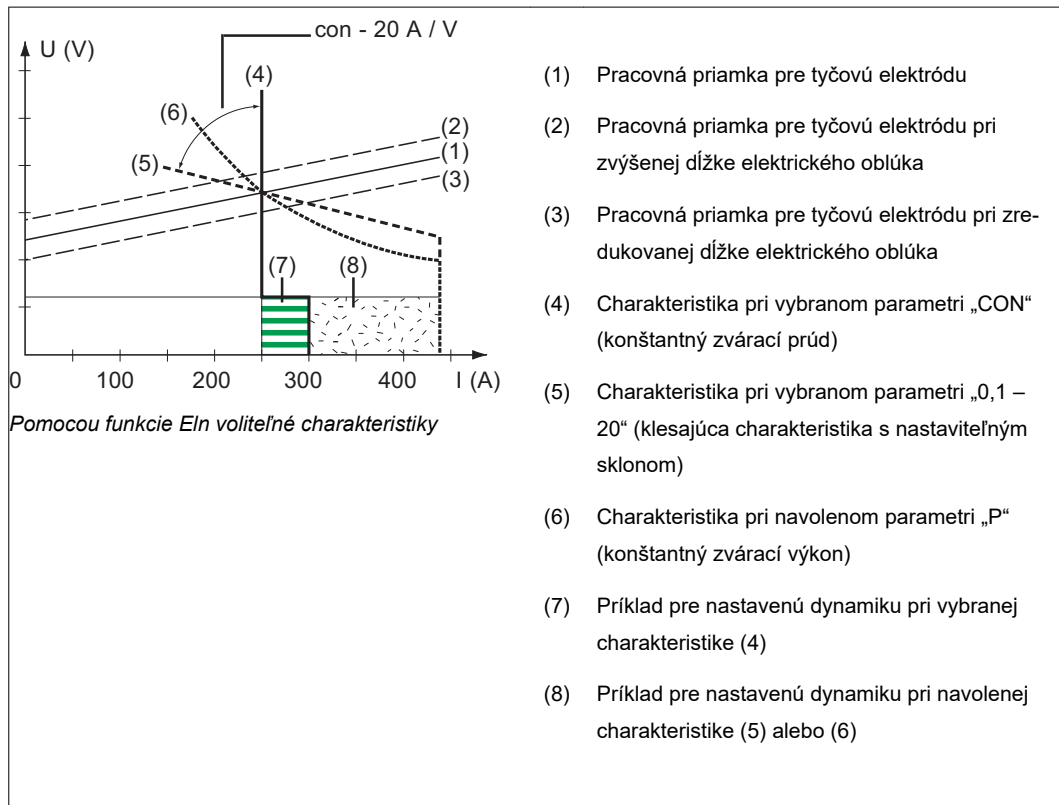 con - 20 A / V
U (V)
(4)
(6)
(5)
(2)
(1)
(3)
(7)
(8)
0
100
200
300
400
I (A)
Pomocou funkcie Eln voliteľné charakteristiky
(1) Pracovná priamka pre tyčovú elektródu
(2) Pracovná priamka pre tyčovú elektródu pri
zvýšenej dĺžke elektrického oblúka
(3) Pracovná priamka pre tyčovú elektródu pri zre-
dukovanej dĺžke elektrického oblúka
(4) Charakteristika pri vybranom parametri „CON“
(konštantný zvárací prúd)
(5) Charakteristika pri vybranom parametri „0,1 –
20“ (klesajúca charakteristika s nastaviteľným
sklonom)
(6) Charakteristika pri navolenom parametri „P“
(konštantný zvárací výkon)
(7) Príklad pre nastavenú dynamiku pri vybranej
charakteristike (4)
(8) Príklad pre nastavenú dynamiku pri navolenej
charakteristike (5) alebo (6)